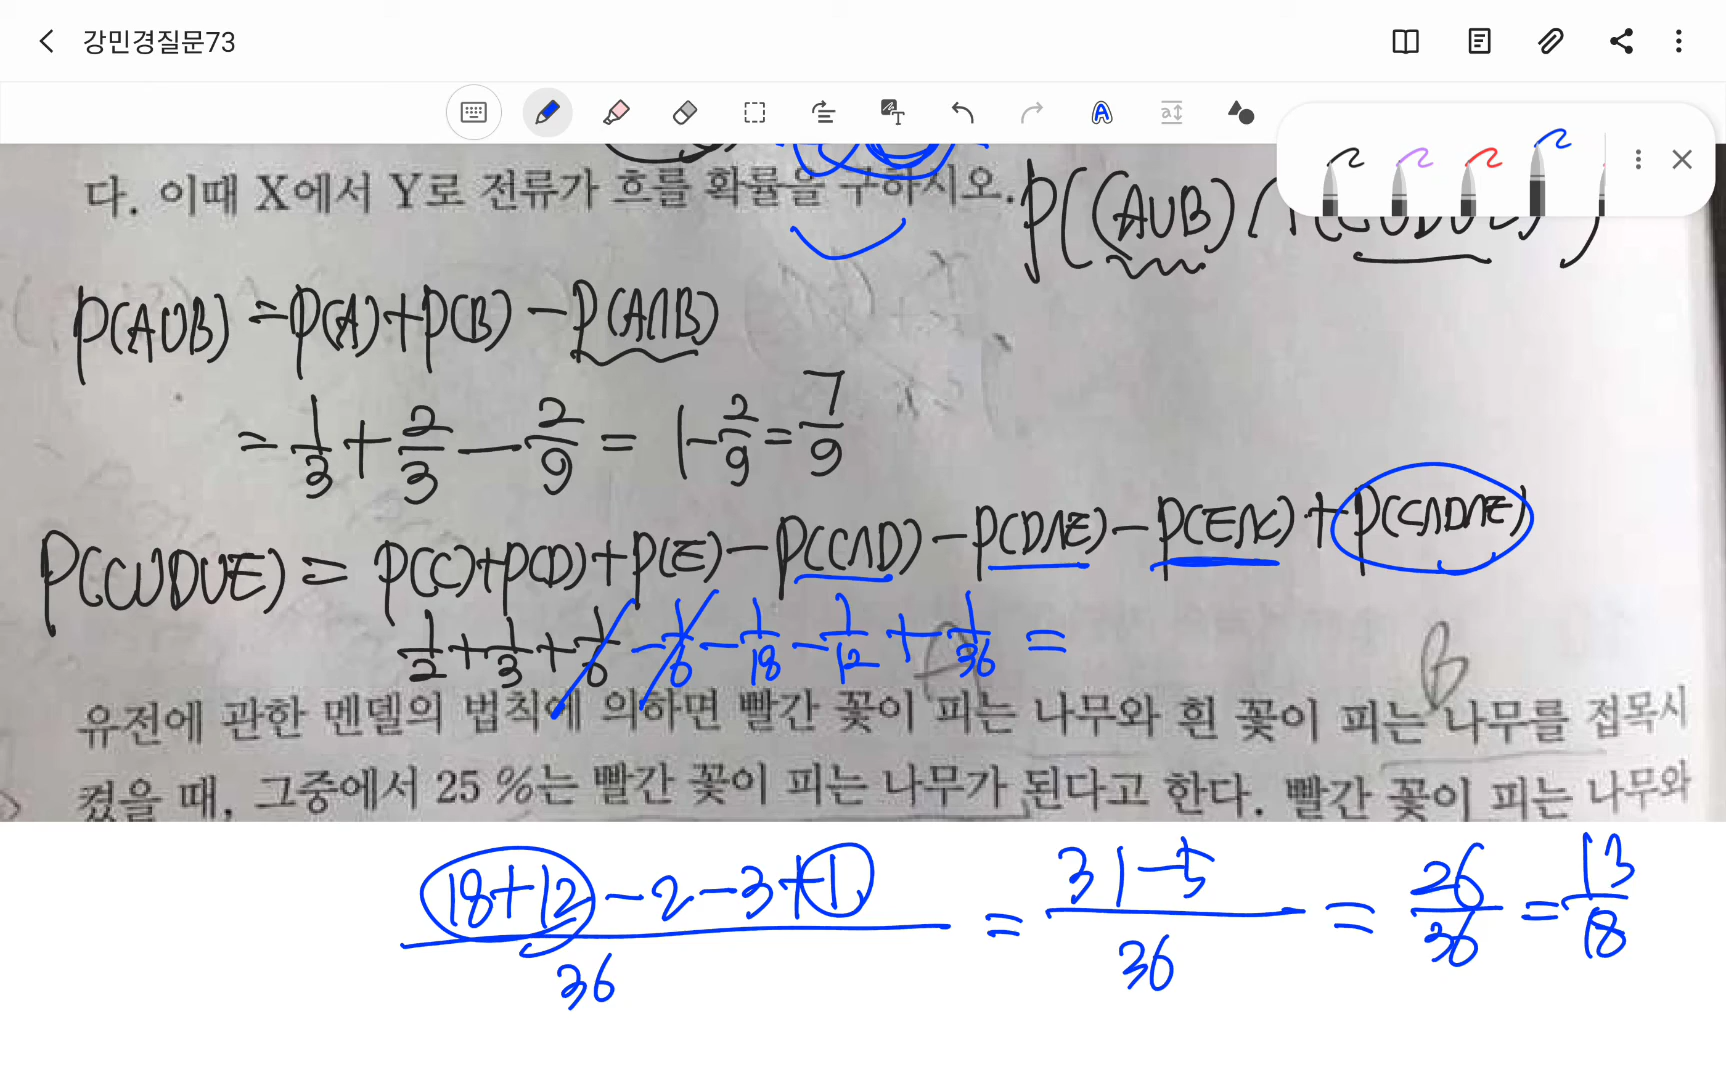 강민경질문73
다. 이때 X에서 Y로 전류가 흐를 확률을 구하시오.
P((A∪B)∩(C∪D∪E))
P(A∪B) = P(A)+P(B) - P(A∩B)
= 1/3 + 2/3 - 2/9 = 1 - 2/9 = 7/9
P(C∪D∪E) = P(C)+P(D)+P(E) - P(C∩D) - P(D∩E) - P(E∩C) + P(C∩D∩E)
1/2 + 1/3 + 1/6 - 1/6 - 1/18 - 1/12 + 1/36 =
B
유전에 관한 멘델의 법칙에 의하면 빨간 꽃이 피는 나무와 흰 꽃이 피는 나무를 접목시
켰을 때, 그중에서 25 %는 빨간 꽃이 피는 나무가 된다고 한다. 빨간 꽃이 피는 나무와
(18+12-2-3+1)/36 = (31-5)/36 = 26/36 = 13/18